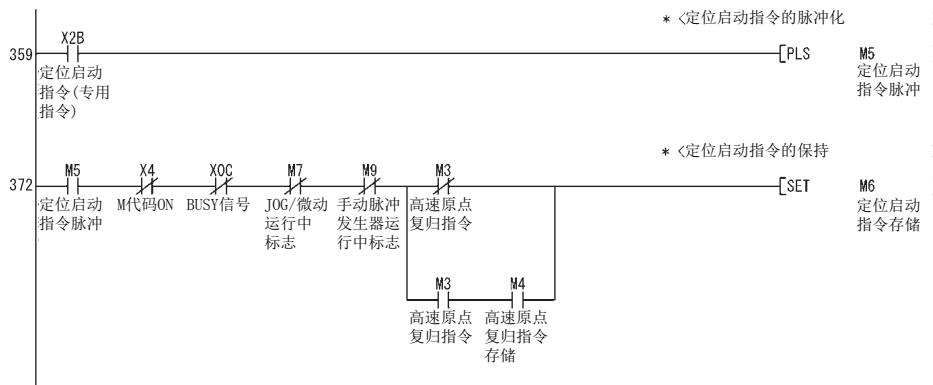 * <定位启动指令的脉冲化
X2B
359
[PLS M5
定位启动
指令(专用
指令)
定位启动
指令脉冲
* <定位启动指令的保持
M5 X4 X0C M7 M9 M3
372
[SET M6
定位启动
指令脉冲
M代码ON
BUSY信号
JOG/微动
运行中
标志
手动脉冲
发生器运
行中标志
高速原点
复归指令
定位启动
指令存储
M3 M4
高速原点
复归指令
高速原点
复归指令
存储